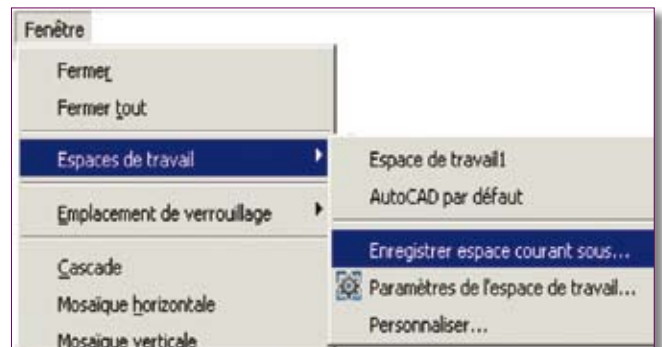 Fenêtre
Fermer
Fermer tout
Espaces de travail
Emplacement de verrouillage
Cascade
Mosaïque horizontale
Mosaïque verticale
Espace de travail1
AutoCAD par défaut
Enregistrer espace courant sous...
Paramètres de l'espace de travail...
Personnaliser...